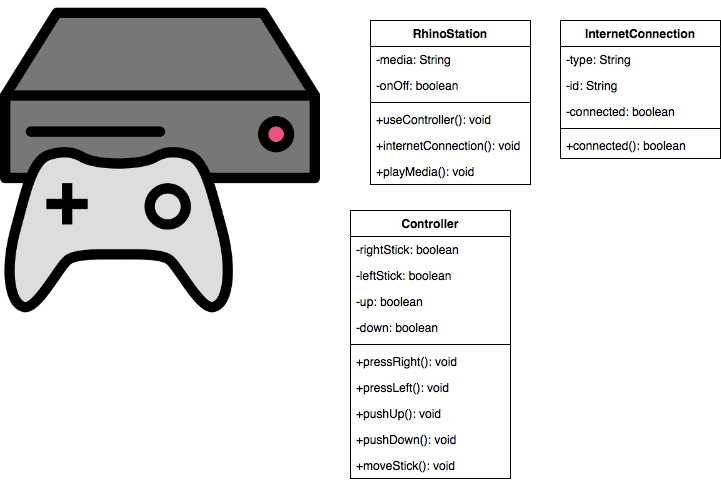 RhinoStation
-media: String
-onOff: boolean
+useController(): void
+internetConnection(): void
+playMedia(): void
InternetConnection
-type: String
-id: String
-connected: boolean
+connected(): boolean
Controller
-rightStick: boolean
-leftStick: boolean
-up: boolean
-down: boolean
+pressRight(): void
+pressLeft(): void
+pushUp(): void
+pushDown(): void
+moveStick(): void